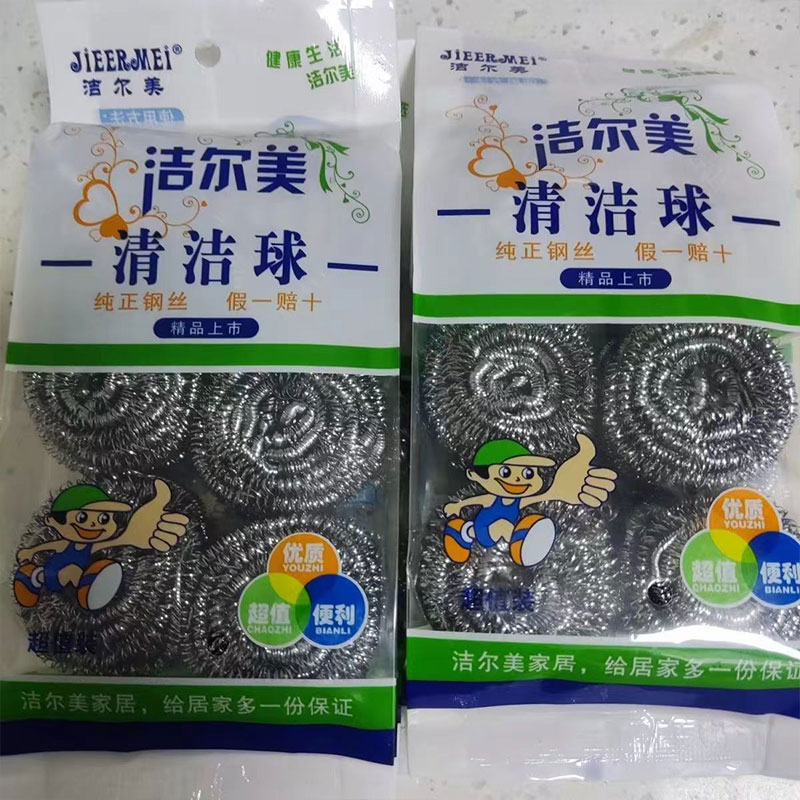 JIEERMEI®
洁尔美
健康生活
洁尔美
洁尔美
清洁球
纯正钢丝 假一赔十
精品上市
优质
YOUZHI
超值
CHAOZHI
便利
BIANLI
超值装
洁尔美家居，给居家多一份保证
JIEERMEI®
洁尔美
洁尔美
清洁球
纯正钢丝 假一赔十
精品上市
优质
YOUZHI
超值
CHAOZHI
便利
BIANLI
超值装
洁尔美家居，给居家多一份保证